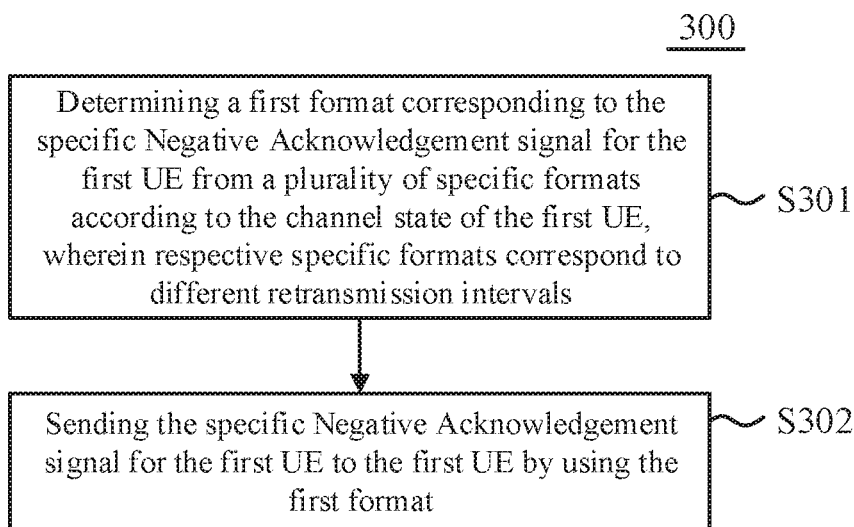 300
Determining a first format corresponding to the
specific Negative Acknowledgement signal for the
first UE from a plurality of specific formats
according to the channel state of the first UE,
wherein respective specific formats correspond to
different retransmission intervals
S301
Sending the specific Negative Acknowledgement
signal for the first UE to the first UE by using the
first format
S302